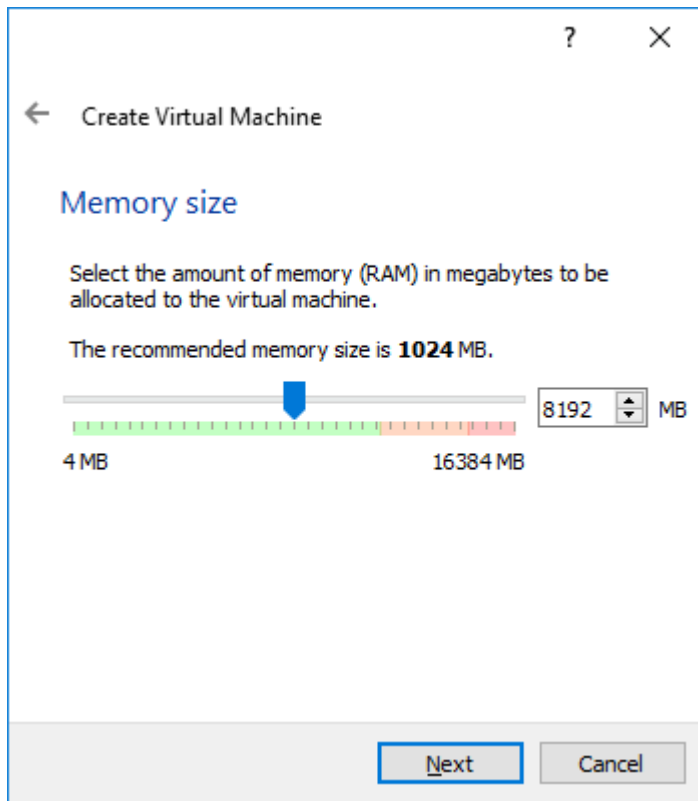 ?
Create Virtual Machine
Memory size
Select the amount of memory (RAM) in megabytes to be
allocated to the virtual machine.
The recommended memory size is 1024 MB.
8192 MB
4 MB 16384 MB
Next Cancel